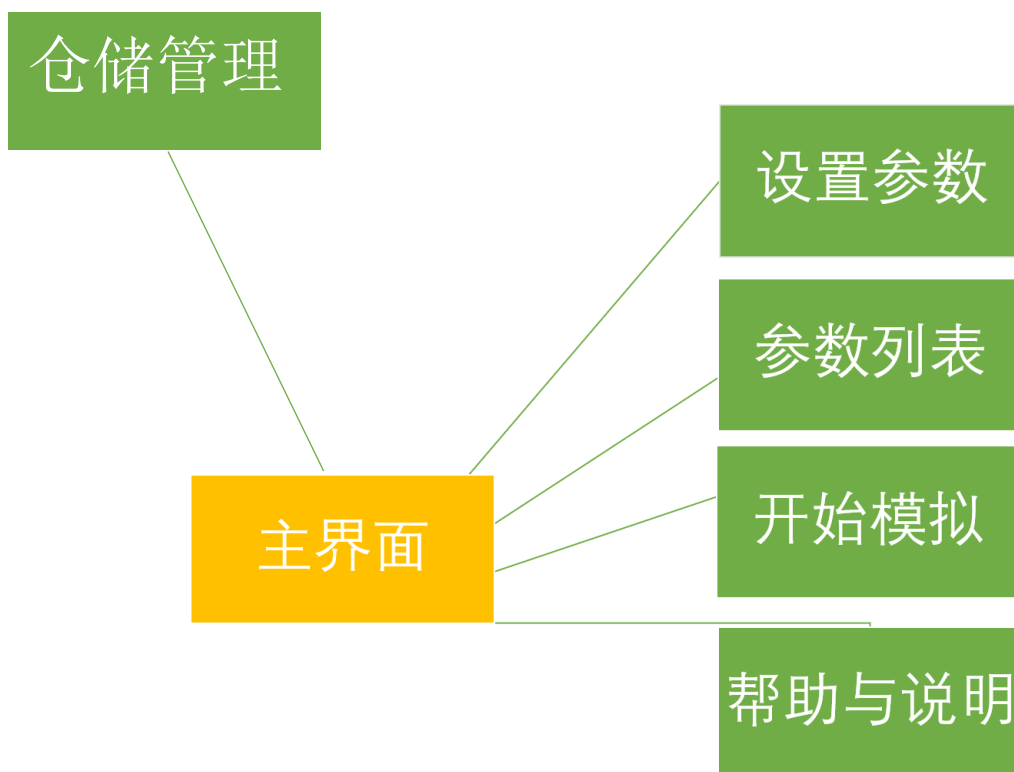 仓储管理
设置参数
参数列表
开始模拟
主界面
帮助与说明